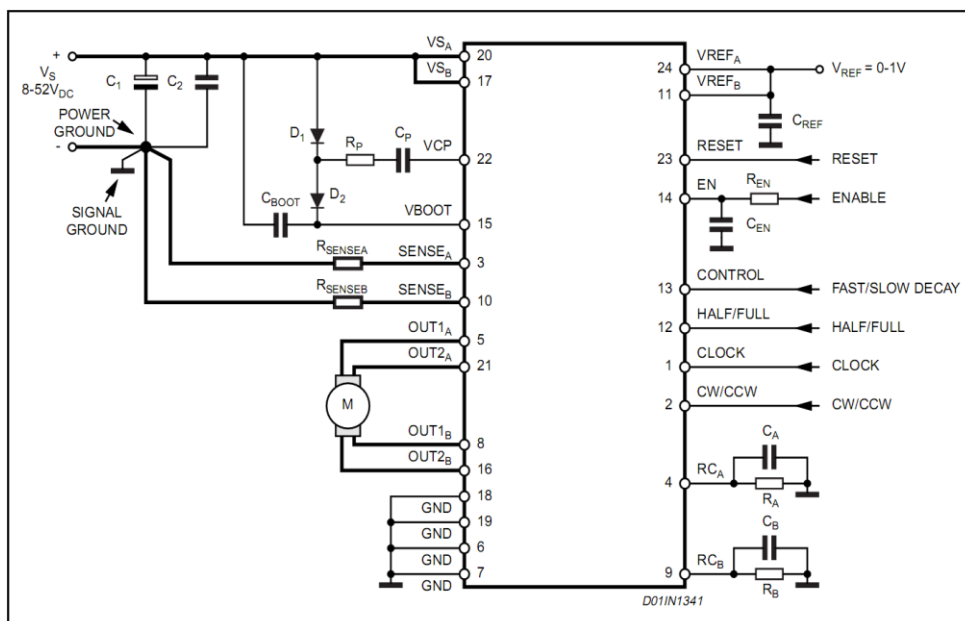 +
VS
8-52VDC
C1
C2
POWER
GROUND
-
SIGNAL
GROUND
D1
RP
CP
D2
CBOOT
RSENSEA
RSENSEB
M
VSA
20
VSB
17
VCP
22
VBOOT
15
SENSEA
3
SENSEB
10
OUT1A
5
OUT2A
21
OUT1B
8
OUT2B
16
18
GND
19
GND
6
GND
7
GND
24
VREFA
VREF = 0-1V
11
VREFB
CREF
23
RESET
RESET
14
EN
REN
ENABLE
CEN
13
CONTROL
FAST/SLOW DECAY
12
HALF/FULL
HALF/FULL
1
CLOCK
CLOCK
2
CW/CCW
CW/CCW
CA
4
RCA
RA
CB
9
RCB
RB
D01IN1341